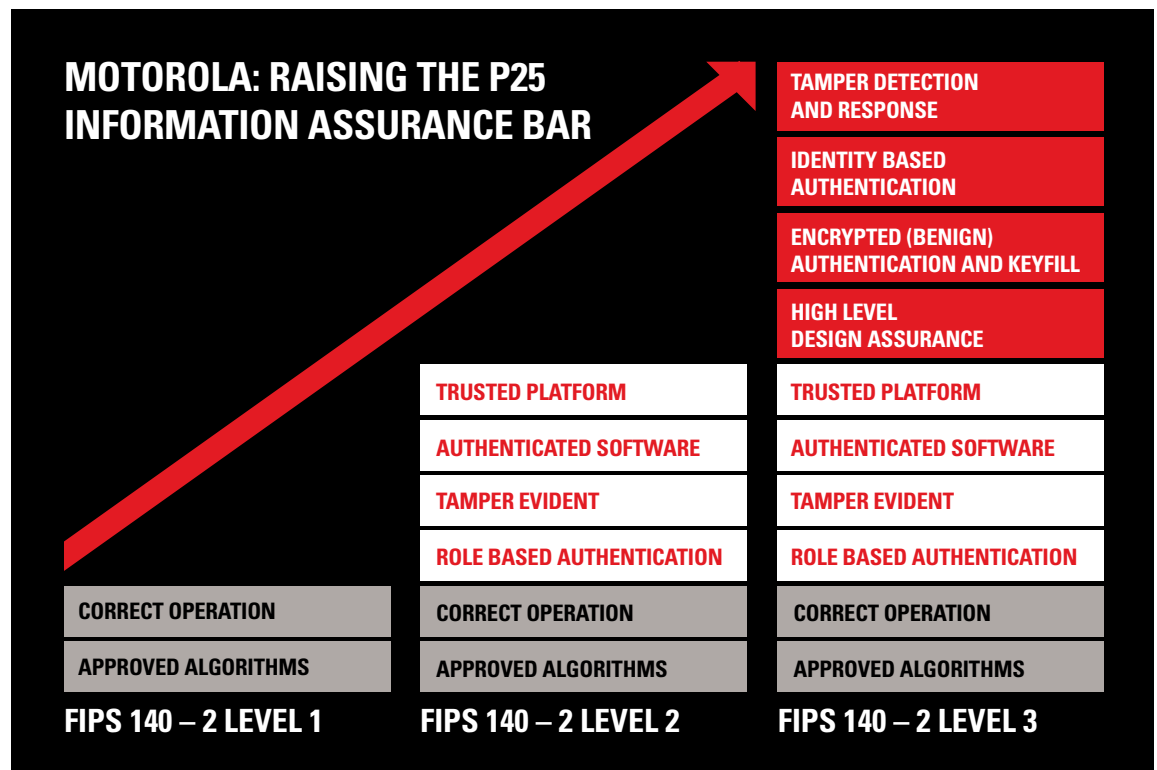 MOTOROLA: RAISING THE P25
INFORMATION ASSURANCE BAR
CORRECT OPERATION
APPROVED ALGORITHMS
FIPS 140 – 2 LEVEL 1
TRUSTED PLATFORM
AUTHENTICATED SOFTWARE
TAMPER EVIDENT
ROLE BASED AUTHENTICATION
CORRECT OPERATION
APPROVED ALGORITHMS
FIPS 140 – 2 LEVEL 2
TAMPER DETECTION
AND RESPONSE
IDENTITY BASED
AUTHENTICATION
ENCRYPTED (BENIGN)
AUTHENTICATION AND KEYFILL
HIGH LEVEL
DESIGN ASSURANCE
TRUSTED PLATFORM
AUTHENTICATED SOFTWARE
TAMPER EVIDENT
ROLE BASED AUTHENTICATION
CORRECT OPERATION
APPROVED ALGORITHMS
FIPS 140 – 2 LEVEL 3